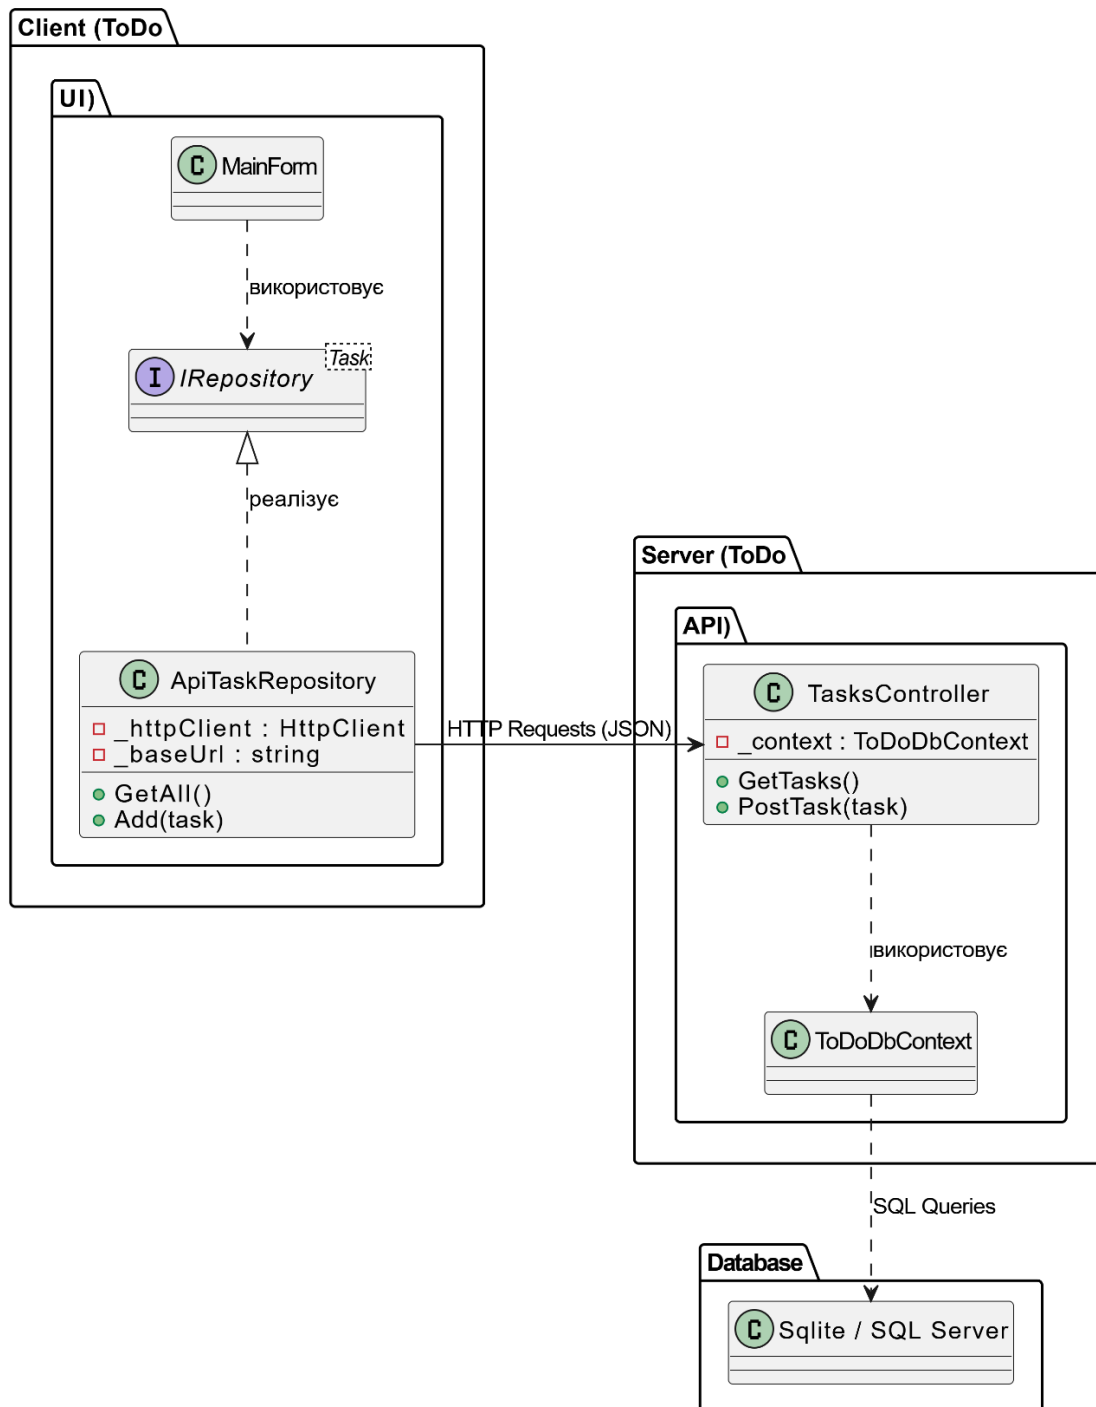 Client (ToDo
UI)
C MainForm
використовує
Task
I IRepository
реалізує
C ApiTaskRepository
_httpClient : HttpClient
_baseUrl : string
GetAll()
Add(task)
HTTP Requests (JSON)
Server (ToDo
API)
C TasksController
_context : ToDoDbContext
GetTasks()
PostTask(task)
використовує
C ToDoDbContext
SQL Queries
Database
C Sqlite / SQL Server